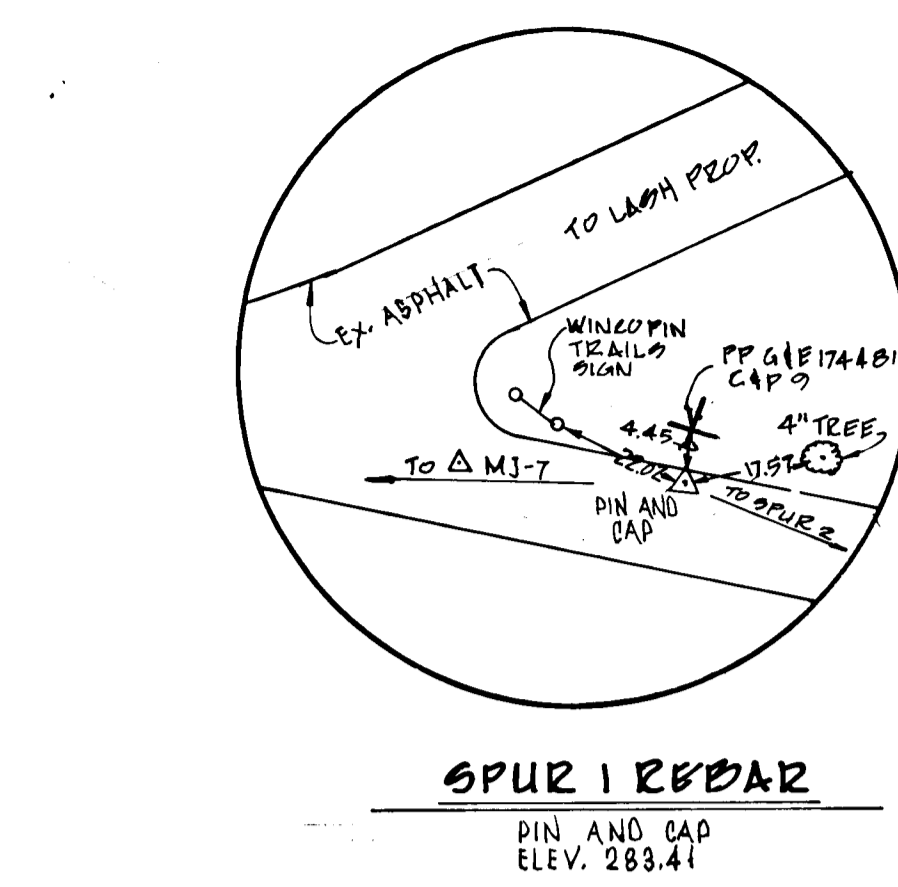 TO LASH PROP.
EX. ASPHALT
WINCOPIN
TRAILS
SIGN
PP G&E 174481
C&P 9
4" TREE
4.45
22.02
17.57
TO △ MJ-7
PIN AND
CAP
TO SPUR 2
SPUR 1 REBAR
PIN AND CAP
ELEV. 283.41